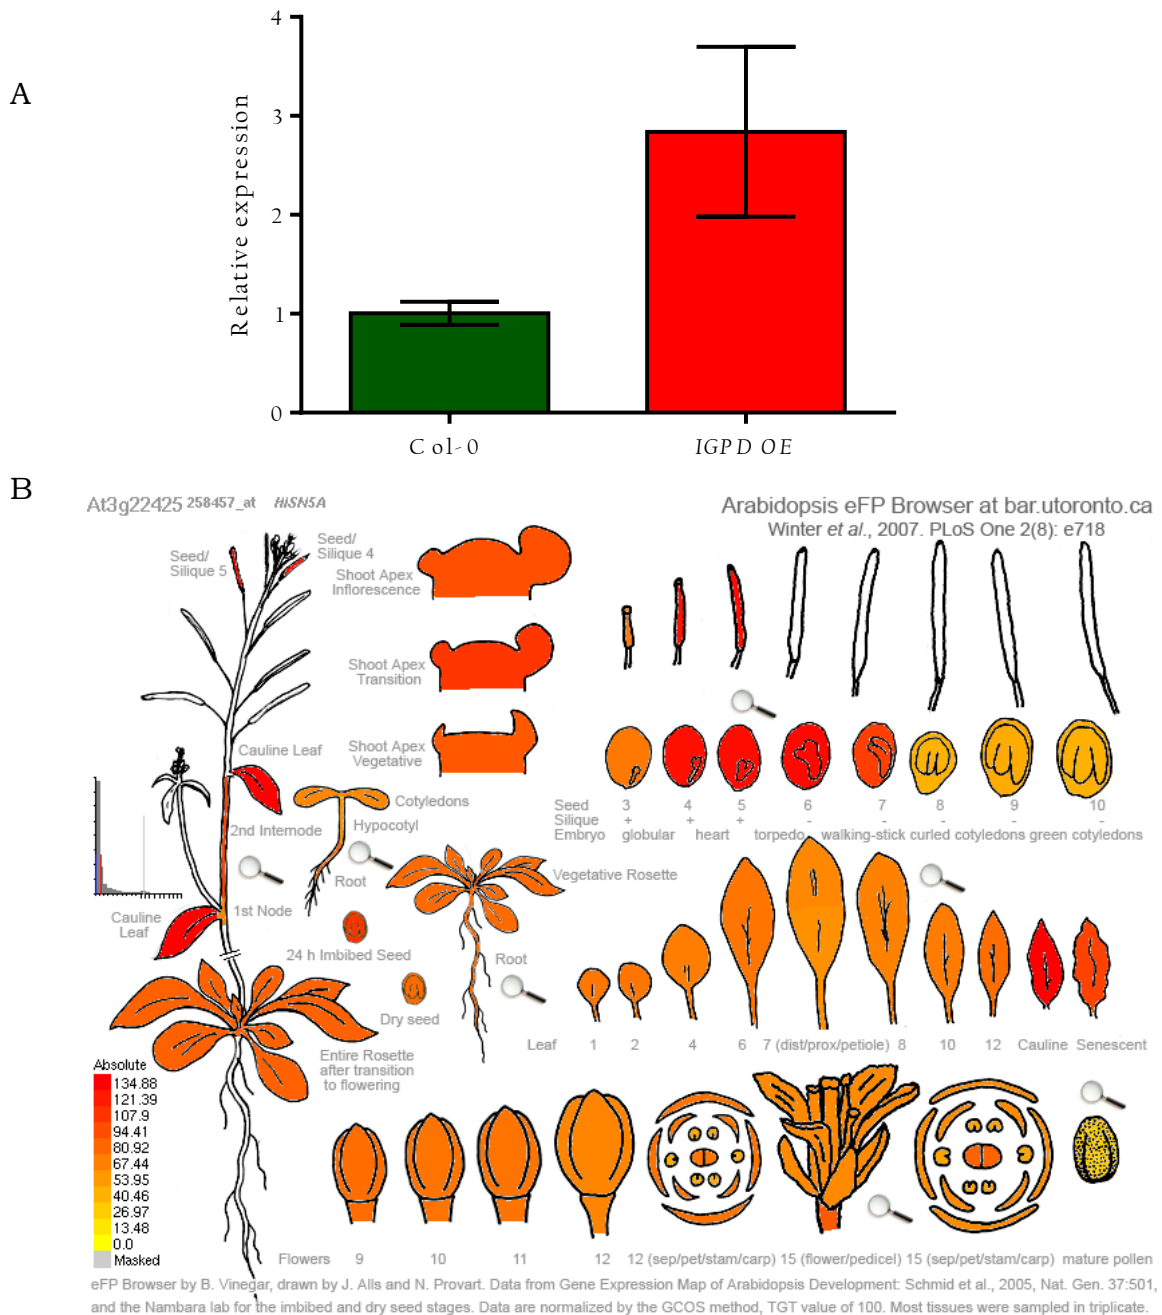 A
4
3
2
1
0
Relative expression
Col-0
IGPD OE
B
At3g22425 258457_at HISN5A
Arabidopsis eFP Browser at bar.utoronto.ca
Winter et al., 2007. PLoS One 2(8): e718
Seed/
Silique 5
Seed/
Silique 4
Shoot Apex
Inflorescence
Shoot Apex
Transition
Shoot Apex
Vegetative
Cauline Leaf
2nd Internode
Cotyledons
Hypocotyl
Root
1st Node
Cauline
Leaf
24 h Imbibed Seed
Dry seed
Vegetative Rosette
Root
Entire Rosette
after transition
to flowering
Seed 3 4 5 6 7 8 9 10
Silique + + + - - - - -
Embryo globular heart torpedo walking-stick curled cotyledons green cotyledons
Leaf 1 2 4 6 7 (dist/prox/petiole) 8 10 12 Cauline Senescent
Absolute
134.88
121.39
107.9
94.41
80.92
67.44
53.95
40.46
26.97
13.48
0.0
Masked
Flowers 9 10 11 12 12 (sep/pet/stam/carp) 15 (flower/pedicel) 15 (sep/pet/stam/carp) mature pollen
eFP Browser by B. Vinegar, drawn by J. Alls and N. Provart. Data from Gene Expression Map of Arabidopsis Development: Schmid et al., 2005, Nat. Gen. 37:501,
and the Nambara lab for the imbibed and dry seed stages. Data are normalized by the GCOS method, TGT value of 100. Most tissues were sampled in triplicate.